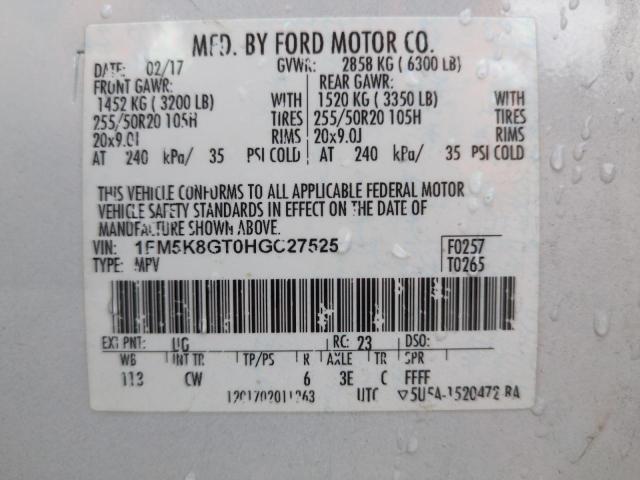 MFD. BY FORD MOTOR CO.
DATE: 02/17 GVWR: 2858 KG ( 6300 LB)
FRONT GAWR: REAR GAWR:
1452 KG ( 3200 LB) WITH 1520 KG ( 3350 LB) WITH
255/50R20 105H TIRES 255/50R20 105H TIRES
20x9.0J RIMS 20x9.0J RIMS
AT 240 kPa/ 35 PSI COLD AT 240 kPa/ 35 PSI COLD
THIS VEHICLE CONFORMS TO ALL APPLICABLE FEDERAL MOTOR
VEHICLE SAFETY STANDARDS IN EFFECT ON THE DATE OF
MANUFACTURE SHOWN ABOVE.
VIN: 1FM5K8GT0HGC27525 F0257
TYPE: MPV T0265
EXT PNT: UG RC: 23 DSO:
WB INT TR TP/PS R AXLE TR SPR
113 CW 6 3E C FFFF
UTC